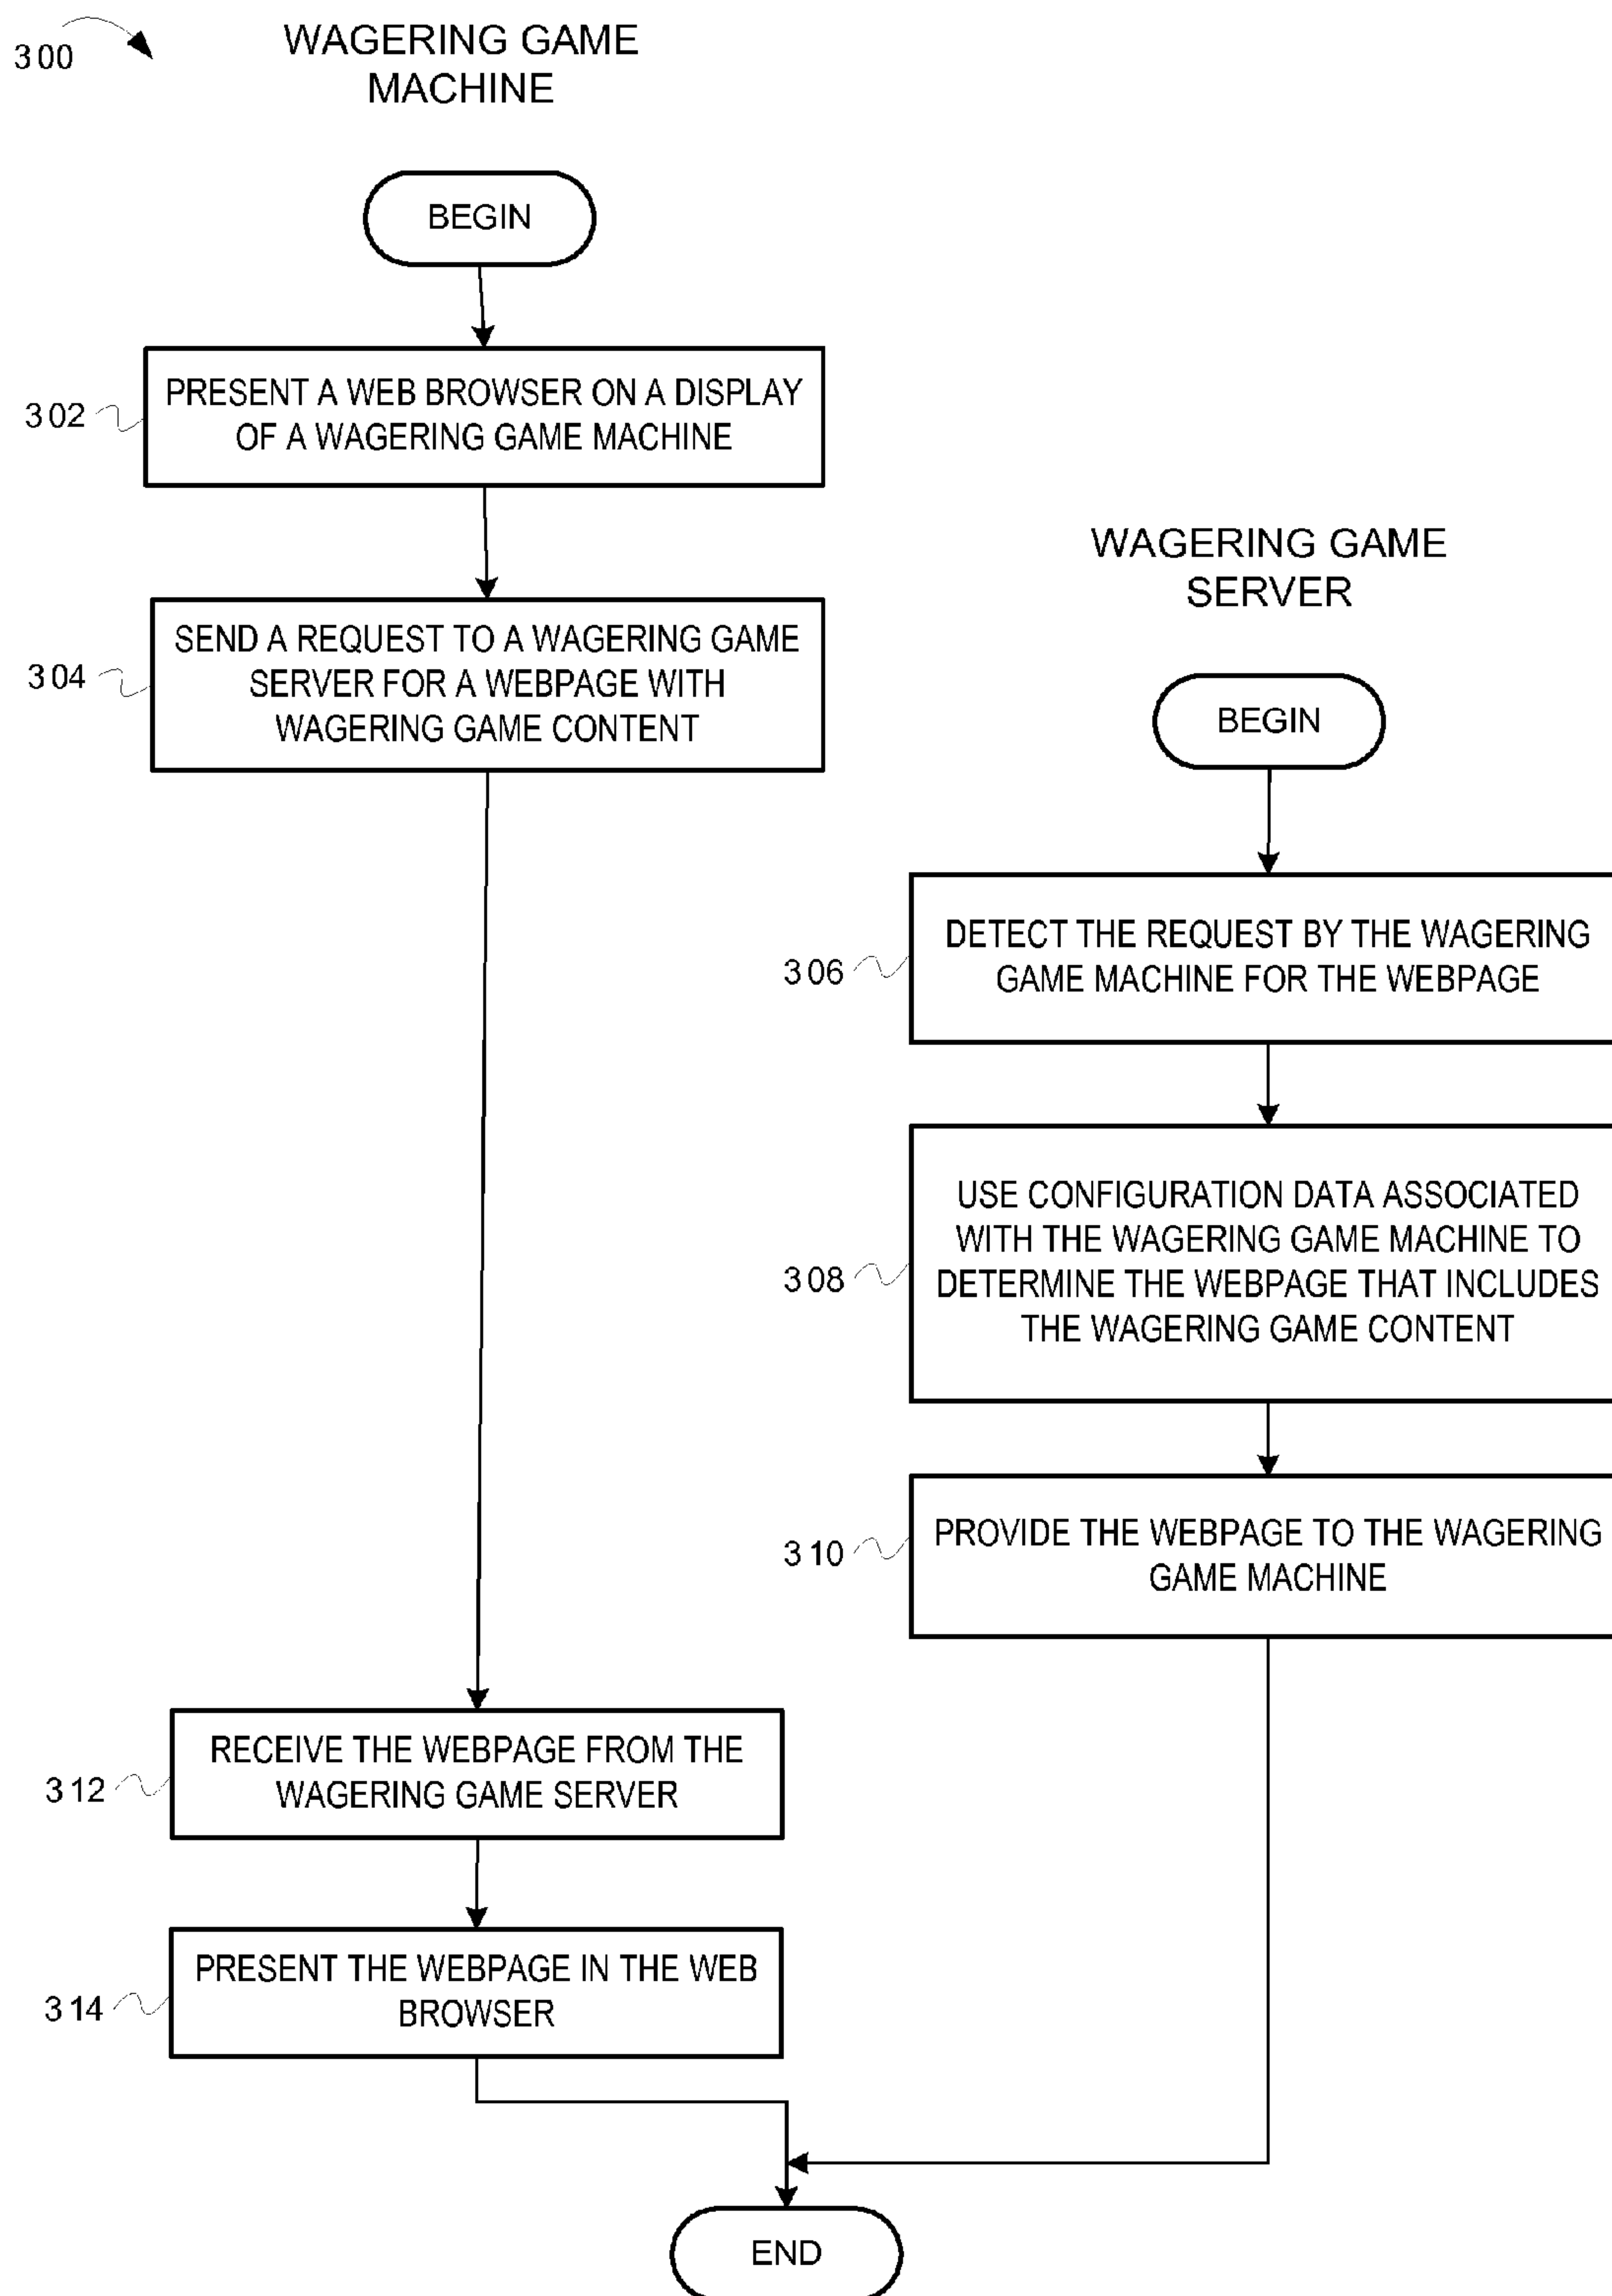 300
WAGERING GAME
MACHINE
BEGIN
302
PRESENT A WEB BROWSER ON A DISPLAY
OF A WAGERING GAME MACHINE
304
SEND A REQUEST TO A WAGERING GAME
SERVER FOR A WEBPAGE WITH
WAGERING GAME CONTENT
WAGERING GAME
SERVER
BEGIN
306
DETECT THE REQUEST BY THE WAGERING
GAME MACHINE FOR THE WEBPAGE
308
USE CONFIGURATION DATA ASSOCIATED
WITH THE WAGERING GAME MACHINE TO
DETERMINE THE WEBPAGE THAT INCLUDES
THE WAGERING GAME CONTENT
310
PROVIDE THE WEBPAGE TO THE WAGERING
GAME MACHINE
312
RECEIVE THE WEBPAGE FROM THE
WAGERING GAME SERVER
314
PRESENT THE WEBPAGE IN THE WEB
BROWSER
END